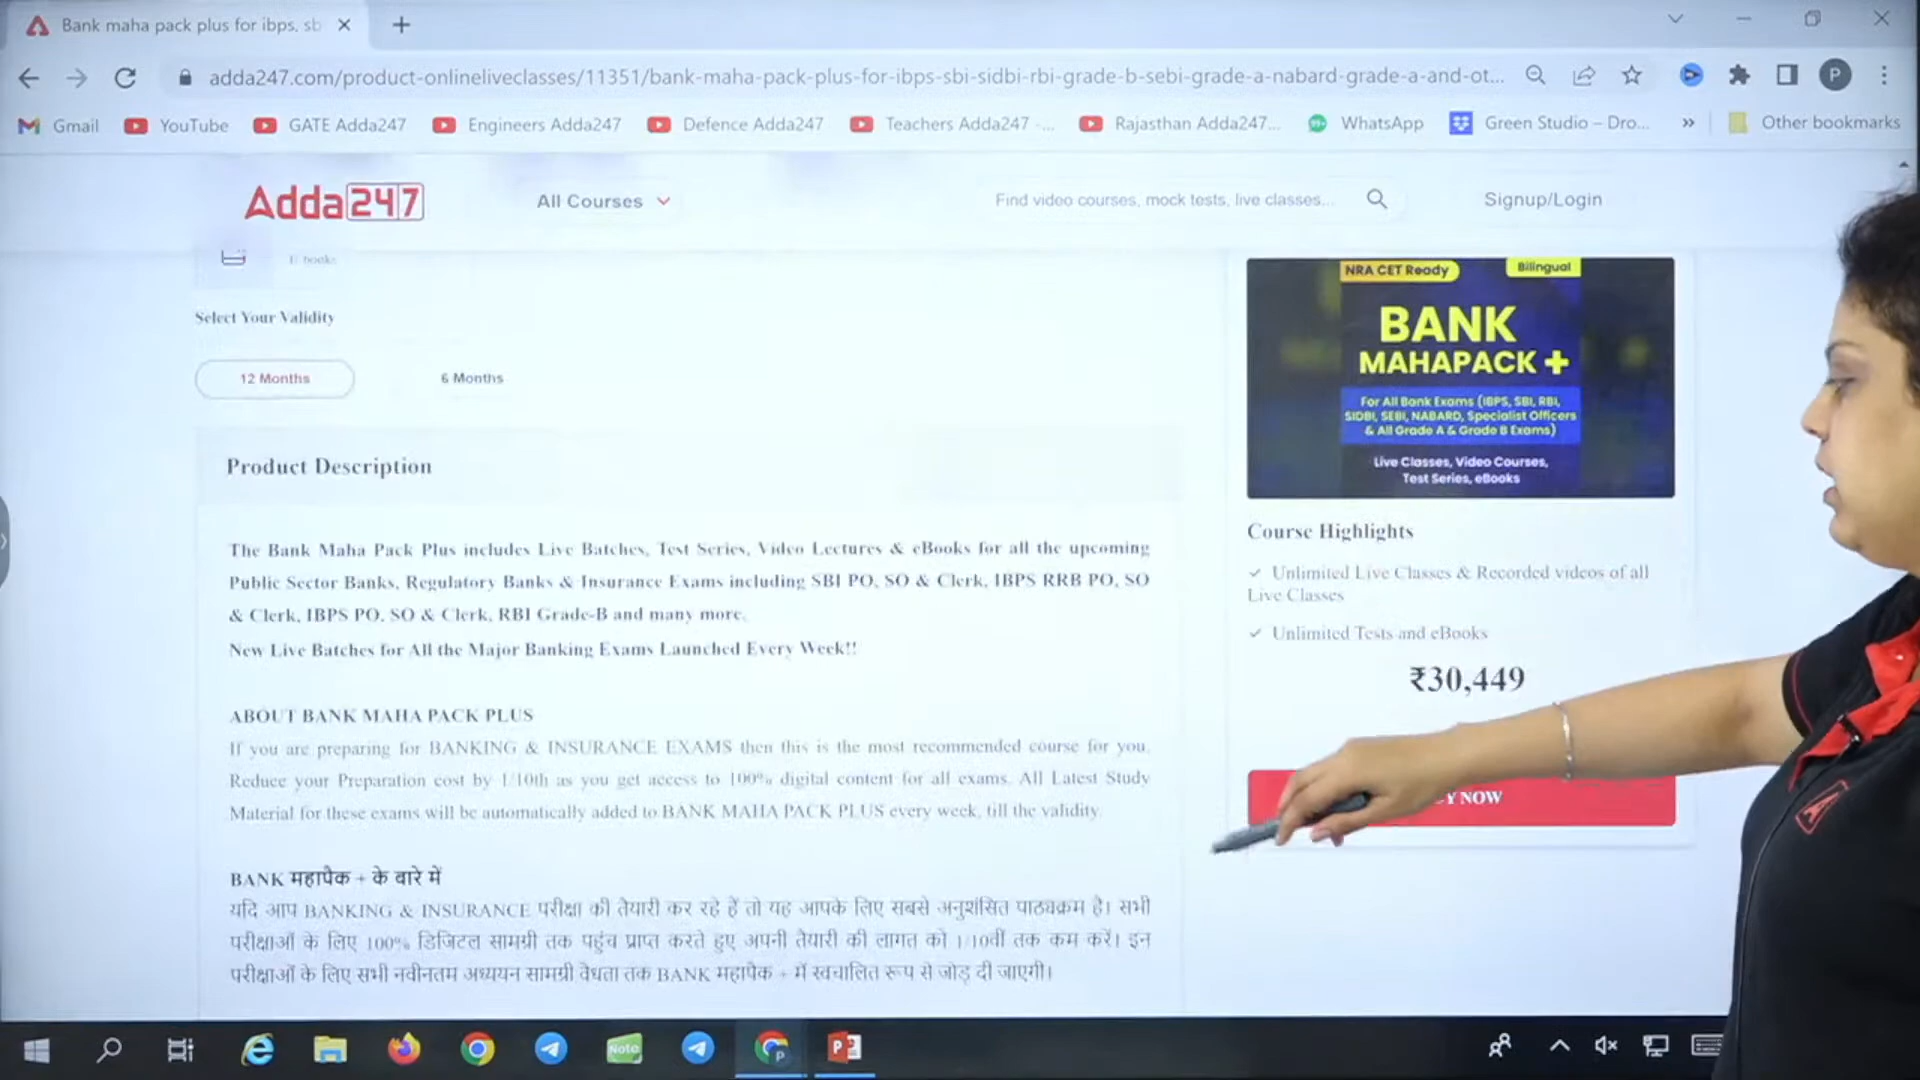 Bank maha pack plus for ibps, sb
adda247.com/product-onlineliveclasses/11351/bank-maha-pack-plus-for-ibps-sbi-sidbi-rbi-grade-b-sebi-grade-a-nabard-grade-a-and-ot...
P
Gmail YouTube GATE Adda247 Engineers Adda247 Defence Adda247 Teachers Adda247 -... Rajasthan Adda247... 99+ WhatsApp Green Studio – Dro... » Other bookmarks
Adda247 All Courses Find video courses, mock tests, live classes... Signup/Login
E-books
Select Your Validity
12 Months 6 Months
Product Description
The Bank Maha Pack Plus includes Live Batches, Test Series, Video Lectures & eBooks for all the upcoming
Public Sector Banks, Regulatory Banks & Insurance Exams including SBI PO, SO & Clerk, IBPS RRB PO, SO
& Clerk, IBPS PO, SO & Clerk, RBI Grade-B and many more.
New Live Batches for All the Major Banking Exams Launched Every Week!!
ABOUT BANK MAHA PACK PLUS
If you are preparing for BANKING & INSURANCE EXAMS then this is the most recommended course for you.
Reduce your Preparation cost by 1/10th as you get access to 100% digital content for all exams. All Latest Study
Material for these exams will be automatically added to BANK MAHA PACK PLUS every week, till the validity.
BANK महापैक + के बारे में
यदि आप BANKING & INSURANCE परीक्षा की तैयारी कर रहे हैं तो यह आपके लिए सबसे अनुशंसित पाठ्यक्रम है। सभी
परीक्षाओं के लिए 100% डिजिटल सामग्री तक पहुंच प्राप्त करते हुए अपनी तैयारी की लागत को 1/10वीं तक कम करें। इन
परीक्षाओं के लिए सभी नवीनतम अध्ययन सामग्री वैधता तक BANK महापैक + में स्वचालित रूप से जोड़ दी जाएगी।
NRA CET Ready Bilingual
BANK
MAHAPACK +
For All Bank Exams (IBPS, SBI, RBI,
SIDBI, SEBI, NABARD, Specialist Officers
& All Grade A & Grade B Exams)
Live Classes, Video Courses,
Test Series, eBooks
Course Highlights
Unlimited Live Classes & Recorded videos of all
Live Classes
Unlimited Tests and eBooks
₹30,449
Y NOW
Note P P